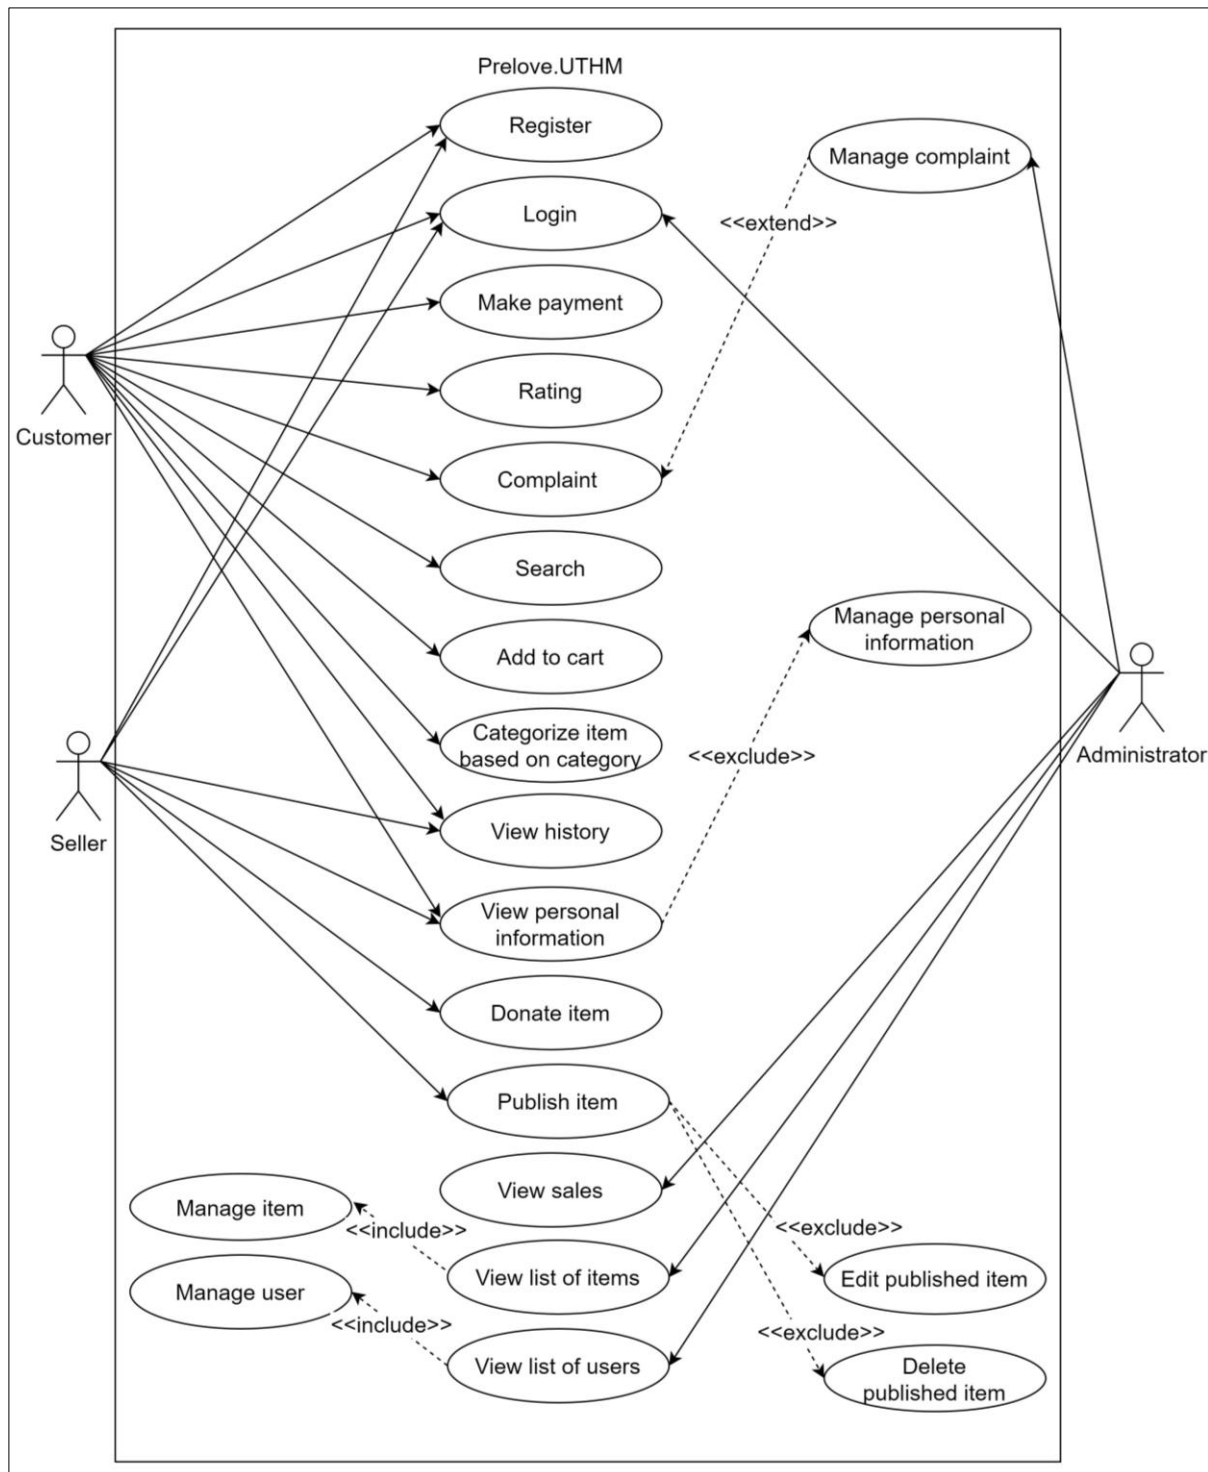 Prelove.UTHM
Register
Manage complaint
Login
<<extend>>
Make payment
Rating
Customer
Complaint
Search
Manage personal
information
Add to cart
Categorize item
based on category
<<exclude>>
Administrator
Seller
View history
View personal
information
Donate item
Publish item
View sales
Manage item
<<include>>
<<exclude>>
View list of items
Edit published item
Manage user
<<include>>
<<exclude>>
View list of users
Delete
published item